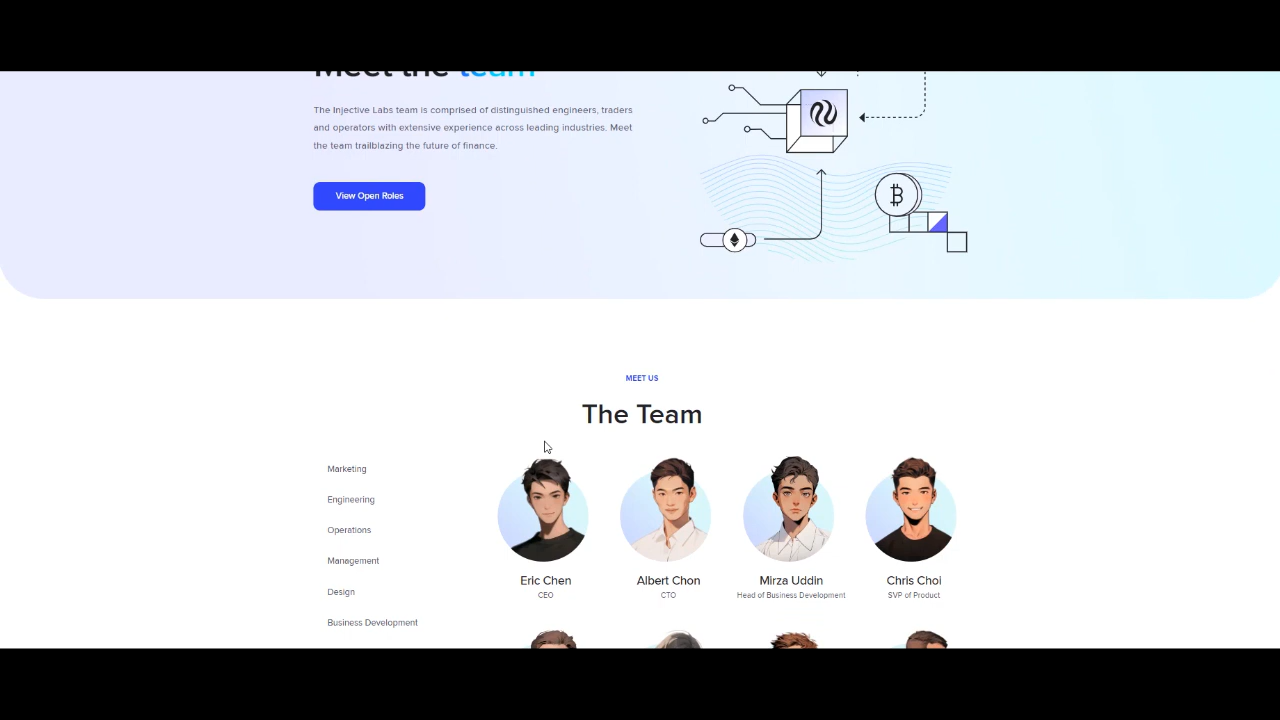 Meet the team
The Injective Labs team is comprised of distinguished engineers, traders
and operators with extensive experience across leading industries. Meet
the team trailblazing the future of finance.
View Open Roles
MEET US
The Team
Marketing
Engineering
Operations
Management
Design
Business Development
Eric Chen
CEO
Albert Chon
CTO
Mirza Uddin
Head of Business Development
Chris Choi
SVP of Product